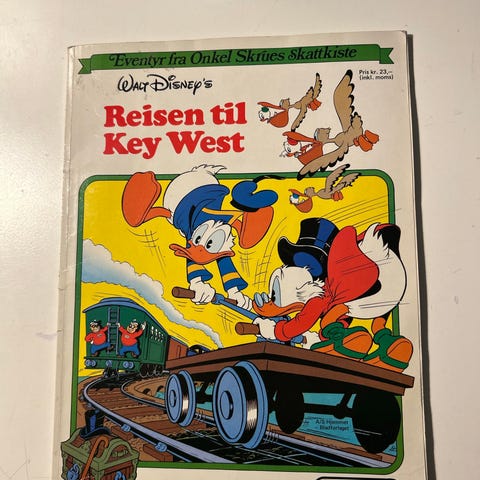 Eventyr fra Onkel Skrues Skattkiste
WALT DISNEY'S
Pris kr. 23,–
(inkl. moms)
Reisen til
Key West
A/S Hjemmet
– Bladforlaget